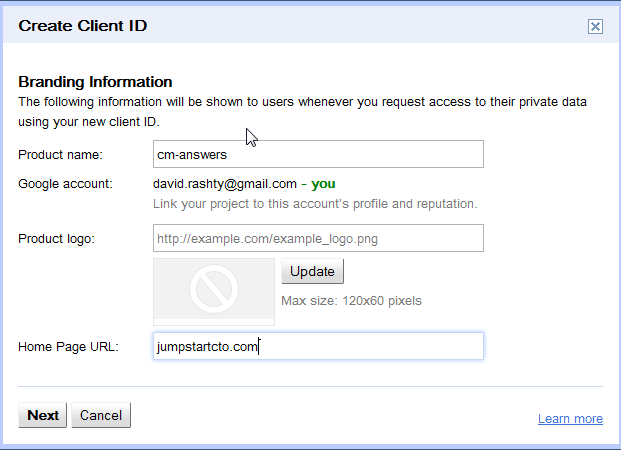 Create Client ID
Branding Information
The following information will be shown to users whenever you request access to their private data
using your new client ID.
Product name: cm-answers
Google account: david.rashty@gmail.com - you
Link your project to this account's profile and reputation.
Product logo: http://example.com/example_logo.png
Update
Max size: 120x60 pixels
Home Page URL: jumpstartcto.com
Next Cancel Learn more